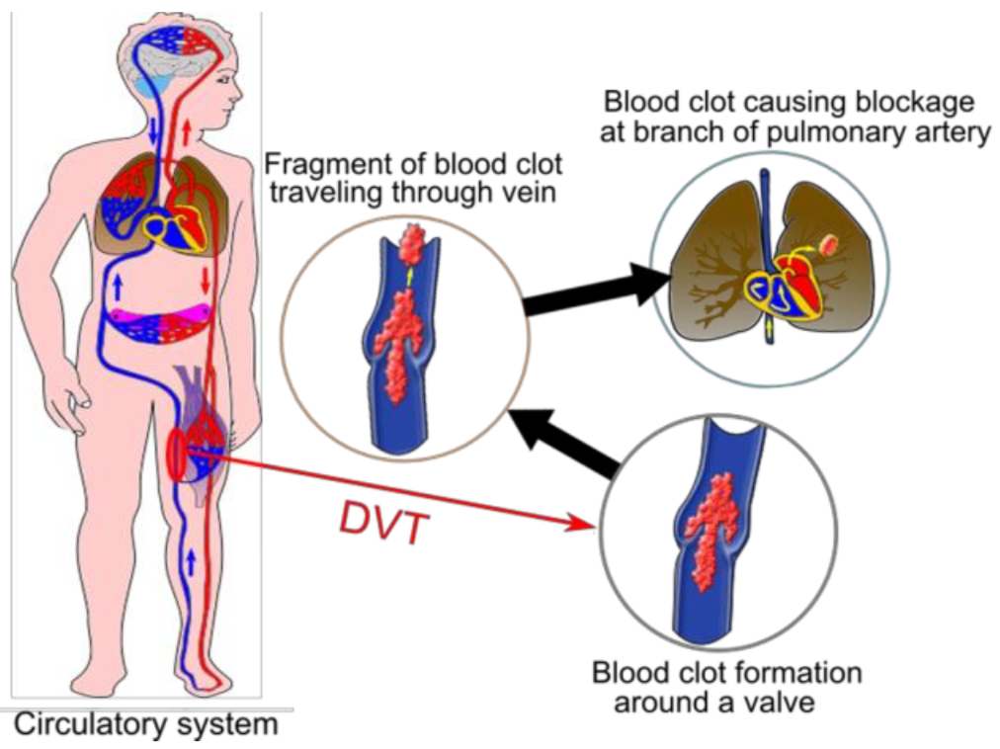 Blood clot causing blockage
at branch of pulmonary artery
Fragment of blood clot
traveling through vein
DVT
Blood clot formation
around a valve
Circulatory system